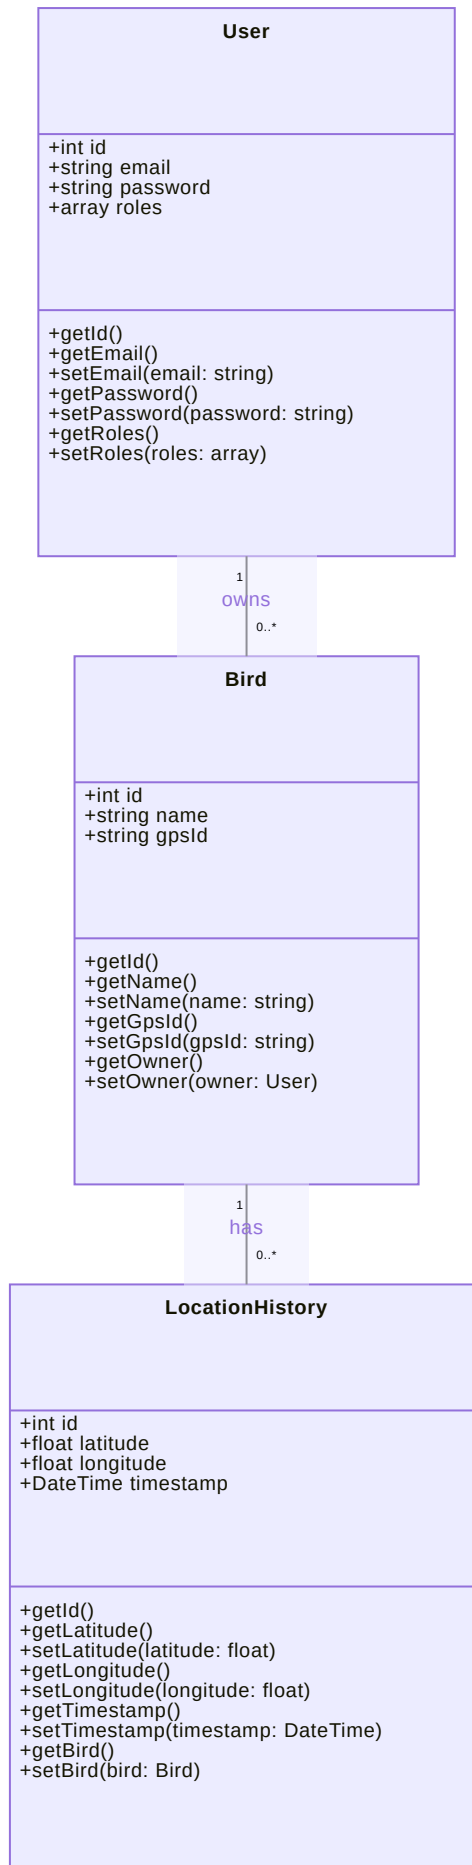 User
+int id
+string email
+string password
+array roles
+getId()
+getEmail()
+setEmail(email: string)
+getPassword()
+setPassword(password: string)
+getRoles()
+setRoles(roles: array)
1
owns
0..*
Bird
+int id
+string name
+string gpsId
+getId()
+getName()
+setName(name: string)
+getGpsId()
+setGpsId(gpsId: string)
+getOwner()
+setOwner(owner: User)
1
has
0..*
LocationHistory
+int id
+float latitude
+float longitude
+DateTime timestamp
+getId()
+getLatitude()
+setLatitude(latitude: float)
+getLongitude()
+setLongitude(longitude: float)
+getTimestamp()
+setTimestamp(timestamp: DateTime)
+getBird()
+setBird(bird: Bird)